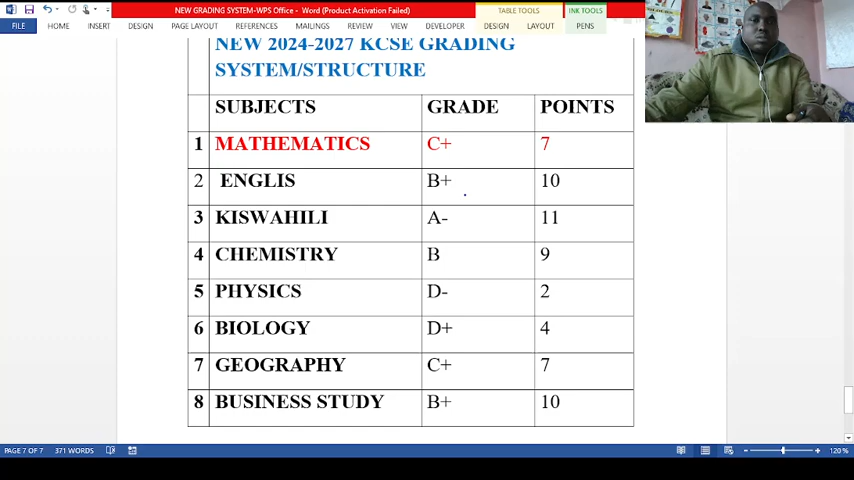 NEW GRADING SYSTEM-WPS Office - Word (Product Activation Failed)
TABLE TOOLS
INK TOOLS
FILE HOME INSERT DESIGN PAGE LAYOUT REFERENCES MAILINGS REVIEW VIEW DEVELOPER DESIGN LAYOUT PENS
NEW 2024-2027 KCSE GRADING
SYSTEM/STRUCTURE
SUBJECTS GRADE POINTS
1 MATHEMATICS C+ 7
2 ENGLIS B+ 10
3 KISWAHILI A- 11
4 CHEMISTRY B 9
5 PHYSICS D- 2
6 BIOLOGY D+ 4
7 GEOGRAPHY C+ 7
8 BUSINESS STUDY B+ 10
PAGE 7 OF 7 371 WORDS 120%